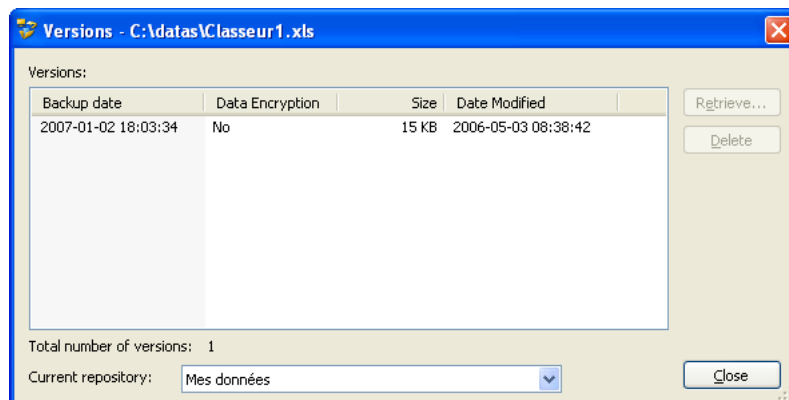 Versions - C:\datas\Classeur1.xls
Versions:
Backup date Data Encryption Size Date Modified
2007-01-02 18:03:34 No 15 KB 2006-05-03 08:38:42
Retrieve...
Delete
Total number of versions: 1
Current repository: Mes données
Close